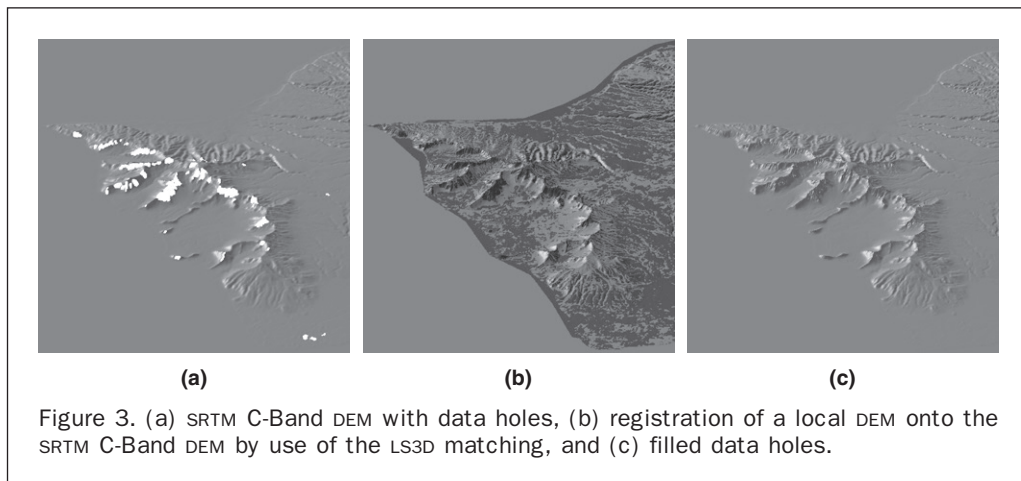 (a)
(b)
(c)
Figure 3. (a) SRTM C-Band DEM with data holes, (b) registration of a local DEM onto the
SRTM C-Band DEM by use of the LS3D matching, and (c) filled data holes.